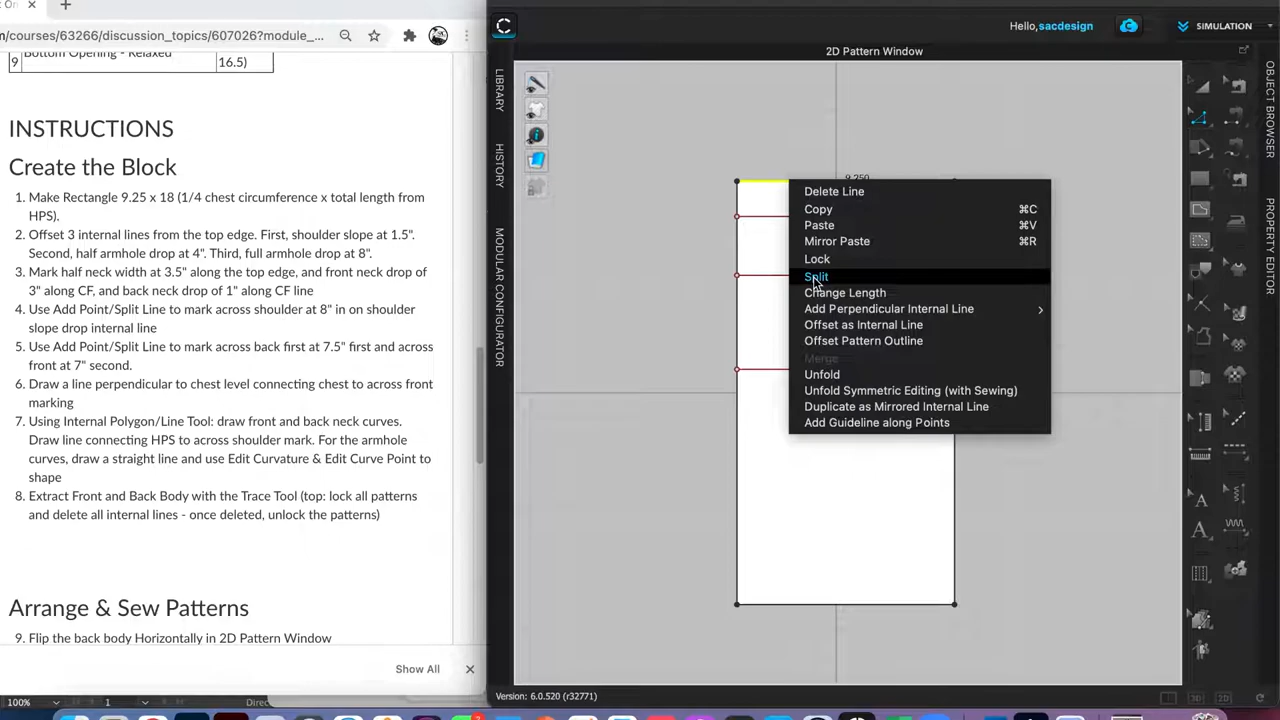 m/courses/63266/discussion_topics/607026?module_...
Hello,sacdesign
SIMULATION
2D Pattern Window
Bottom Opening - Relaxed
9
16.5)
INSTRUCTIONS
Create the Block
1. Make Rectangle 9.25 x 18 (1/4 chest circumference x total length from
HPS).
2. Offset 3 internal lines from the top edge. First, shoulder slope at 1.5".
Second, half armhole drop at 4". Third, full armhole drop at 8".
3. Mark half neck width at 3.5" along the top edge, and front neck drop of
3" along CF, and back neck drop of 1" along CF line
4. Use Add Point/Split Line to mark across shoulder at 8" in on shoulder
slope drop internal line
5. Use Add Point/Split Line to mark across back first at 7.5" first and across
front at 7" second.
6. Draw a line perpendicular to chest level connecting chest to across front
marking
7. Using Internal Polygon/Line Tool: draw front and back neck curves.
Draw line connecting HPS to across shoulder mark. For the armhole
curves, draw a straight line and use Edit Curvature & Edit Curve Point to
shape
8. Extract Front and Back Body with the Trace Tool (top: lock all patterns
and delete all internal lines - once deleted, unlock the patterns)
Arrange & Sew Patterns
9. Flip the back body Horizontally in 2D Pattern Window
Show All
100%
1
Direc
LIBRARY
HISTORY
MODULAR CONFIGURATOR
9.250
Delete Line
Copy ⌘C
Paste ⌘V
Mirror Paste ⌘R
Lock
Split
Change Length
Add Perpendicular Internal Line
Offset as Internal Line
Offset Pattern Outline
Merge
Unfold
Unfold Symmetric Editing (with Sewing)
Duplicate as Mirrored Internal Line
Add Guideline along Points
OBJECT BROWSER
PROPERTY EDITOR
A
A
Version: 6.0.520 (r32771)
3D
2D